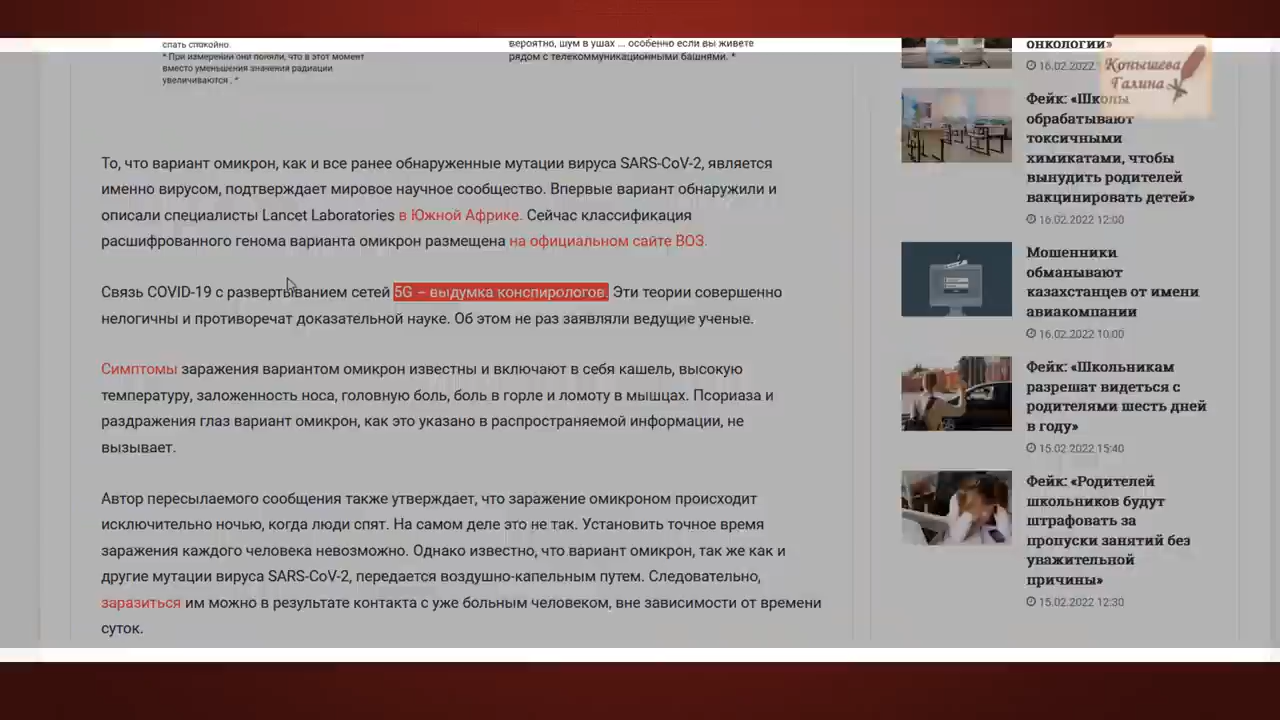 спать спокойно.
* При измерении они поняли, что в этот момент
вместо уменьшения значения радиации
увеличиваются . *
вероятно, шум в ушах ... особенно если вы живете
рядом с телекоммуникационными башнями. *
То, что вариант омикрон, как и все ранее обнаруженные мутации вируса SARS-CoV-2, является
именно вирусом, подтверждает мировое научное сообщество. Впервые вариант обнаружили и
описали специалисты Lancet Laboratories в Южной Африке. Сейчас классификация
расшифрованного генома варианта омикрон размещена на официальном сайте ВОЗ.
Связь COVID-19 с развертыванием сетей 5G – выдумка конспирологов. Эти теории совершенно
нелогичны и противоречат доказательной науке. Об этом не раз заявляли ведущие ученые.
Симптомы заражения вариантом омикрон известны и включают в себя кашель, высокую
температуру, заложенность носа, головную боль, боль в горле и ломоту в мышцах. Псориаза и
раздражения глаз вариант омикрон, как это указано в распространяемой информации, не
вызывает.
Автор пересылаемого сообщения также утверждает, что заражение омикроном происходит
исключительно ночью, когда люди спят. На самом деле это не так. Установить точное время
заражения каждого человека невозможно. Однако известно, что вариант омикрон, так же как и
другие мутации вируса SARS-CoV-2, передается воздушно-капельным путем. Следовательно,
заразиться им можно в результате контакта с уже больным человеком, вне зависимости от времени
суток.
онкологии»
16.02.2022
Конышева
Галина
Фейк: «Школы
обрабатывают
токсичными
химикатами, чтобы
вынудить родителей
вакцинировать детей»
16.02.2022 12:00
Мошенники
обманывают
казахстанцев от имени
авиакомпании
16.02.2022 10:00
Фейк: «Школьникам
разрешат видеться с
родителями шесть дней
в году»
15.02.2022 15:40
Фейк: «Родителей
школьников будут
штрафовать за
пропуски занятий без
уважительной
причины»
15.02.2022 12:30